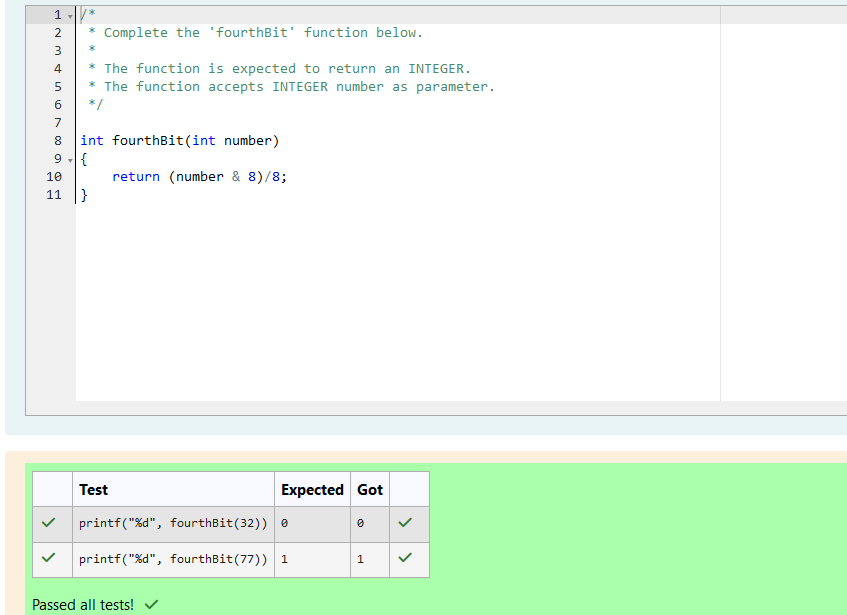 1 /*
2  * Complete the 'fourthBit' function below.
3  *
4  * The function is expected to return an INTEGER.
5  * The function accepts INTEGER number as parameter.
6  */
7
8 int fourthBit(int number)
9 {
10     return (number & 8)/8;
11 }
Test Expected Got
printf("%d", fourthBit(32)) 0 0
printf("%d", fourthBit(77)) 1 1
Passed all tests!